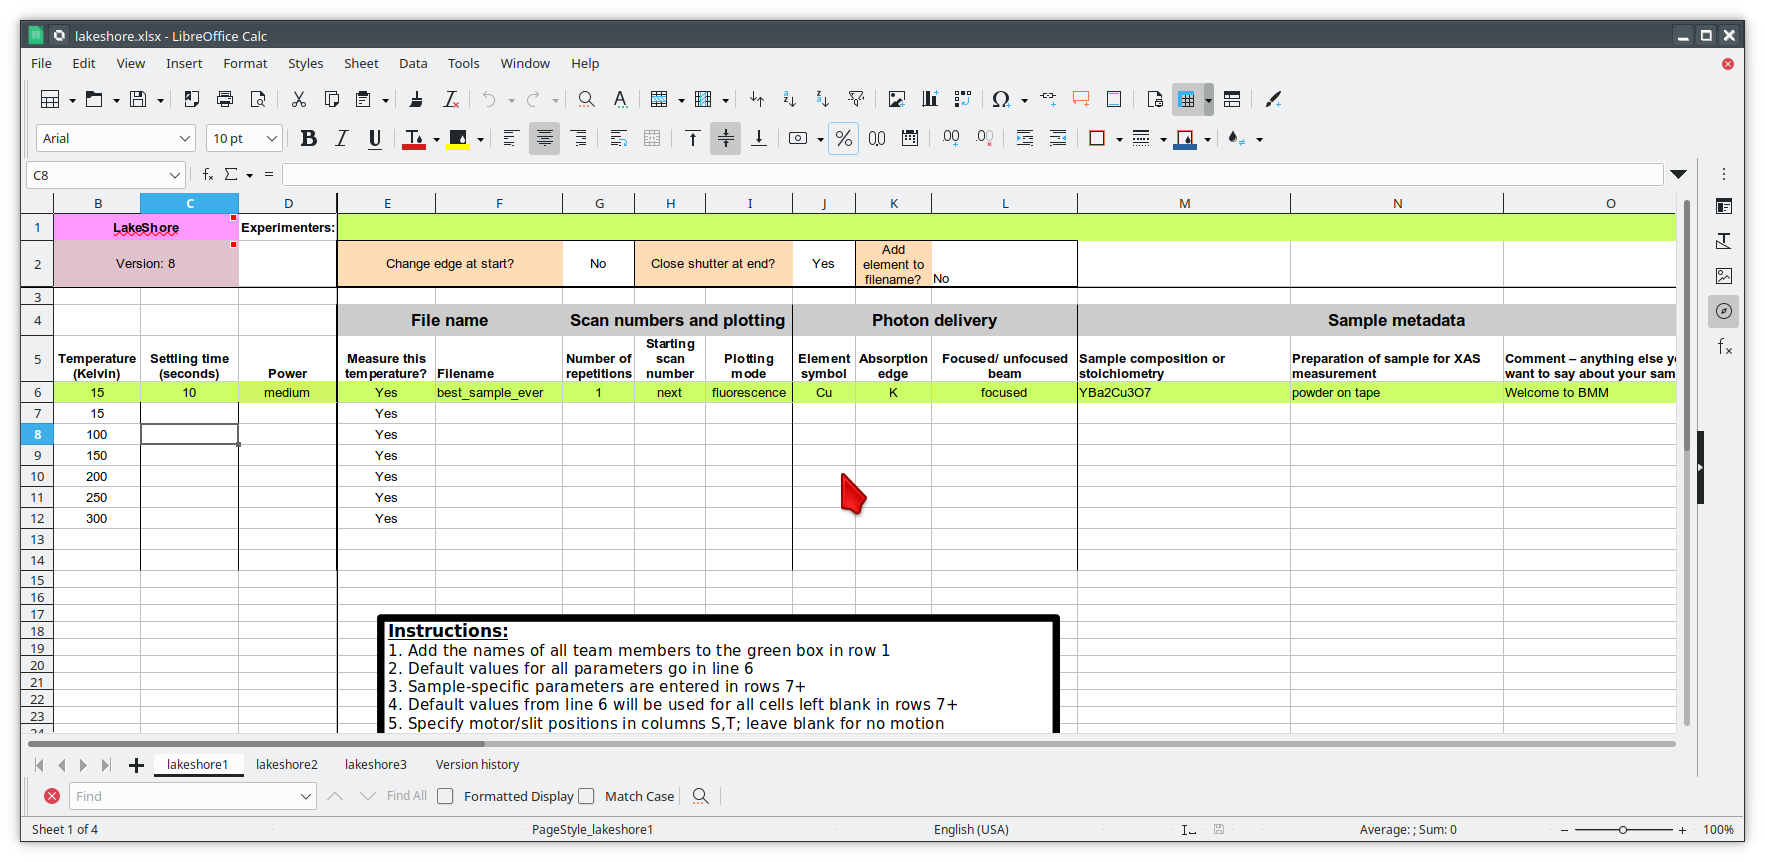 lakeshore.xlsx - LibreOffice Calc
File Edit View Insert Format Styles Sheet Data Tools Window Help
Arial 10 pt
C8
B C D E F G H I J K L M N O
1 LakeShore Experimenters:
2 Version: 8 Change edge at start? No Close shutter at end? Yes Add element to filename? No
3
4 File name Scan numbers and plotting Photon delivery Sample metadata
5 Temperature (Kelvin) Settling time (seconds) Power Measure this temperature? Filename Number of repetitions Starting scan number Plotting mode Element symbol Absorption edge Focused/ unfocused beam Sample composition or stoichiometry Preparation of sample for XAS measurement Comment – anything else want to say about your sam
6 15 10 medium Yes best_sample_ever 1 next fluorescence Cu K focused YBa2Cu3O7 powder on tape Welcome to BMM
7 15 Yes
8 100 Yes
9 150 Yes
10 200 Yes
11 250 Yes
12 300 Yes
13
14
15
16
17
18 Instructions:
19 1. Add the names of all team members to the green box in row 1
20 2. Default values for all parameters go in line 6
21 3. Sample-specific parameters are entered in rows 7+
22 4. Default values from line 6 will be used for all cells left blank in rows 7+
23 5. Specify motor/slit positions in columns S,T; leave blank for no motion
lakeshore1 lakeshore2 lakeshore3 Version history
Find Find All Formatted Display Match Case
Sheet 1 of 4 PageStyle_lakeshore1 English (USA) Average: ; Sum: 0 100%